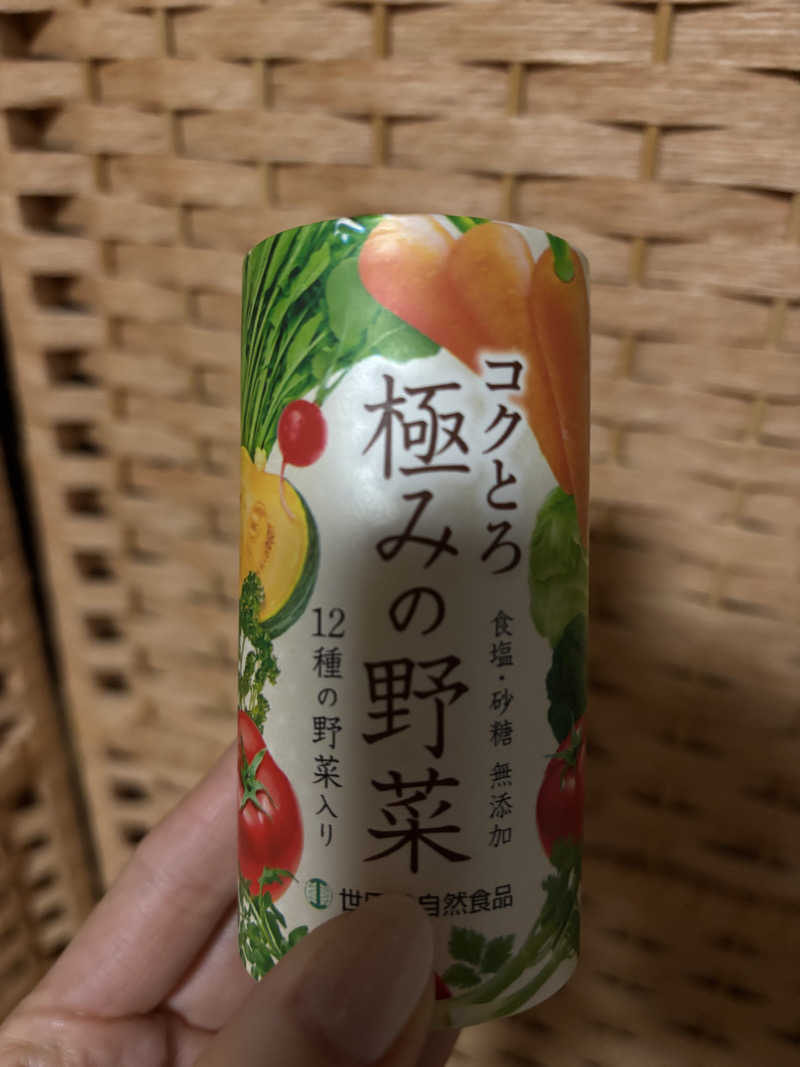 コクとろ
極みの野菜
食塩・砂糖 無添加
12種の野菜入り
世 自然食品